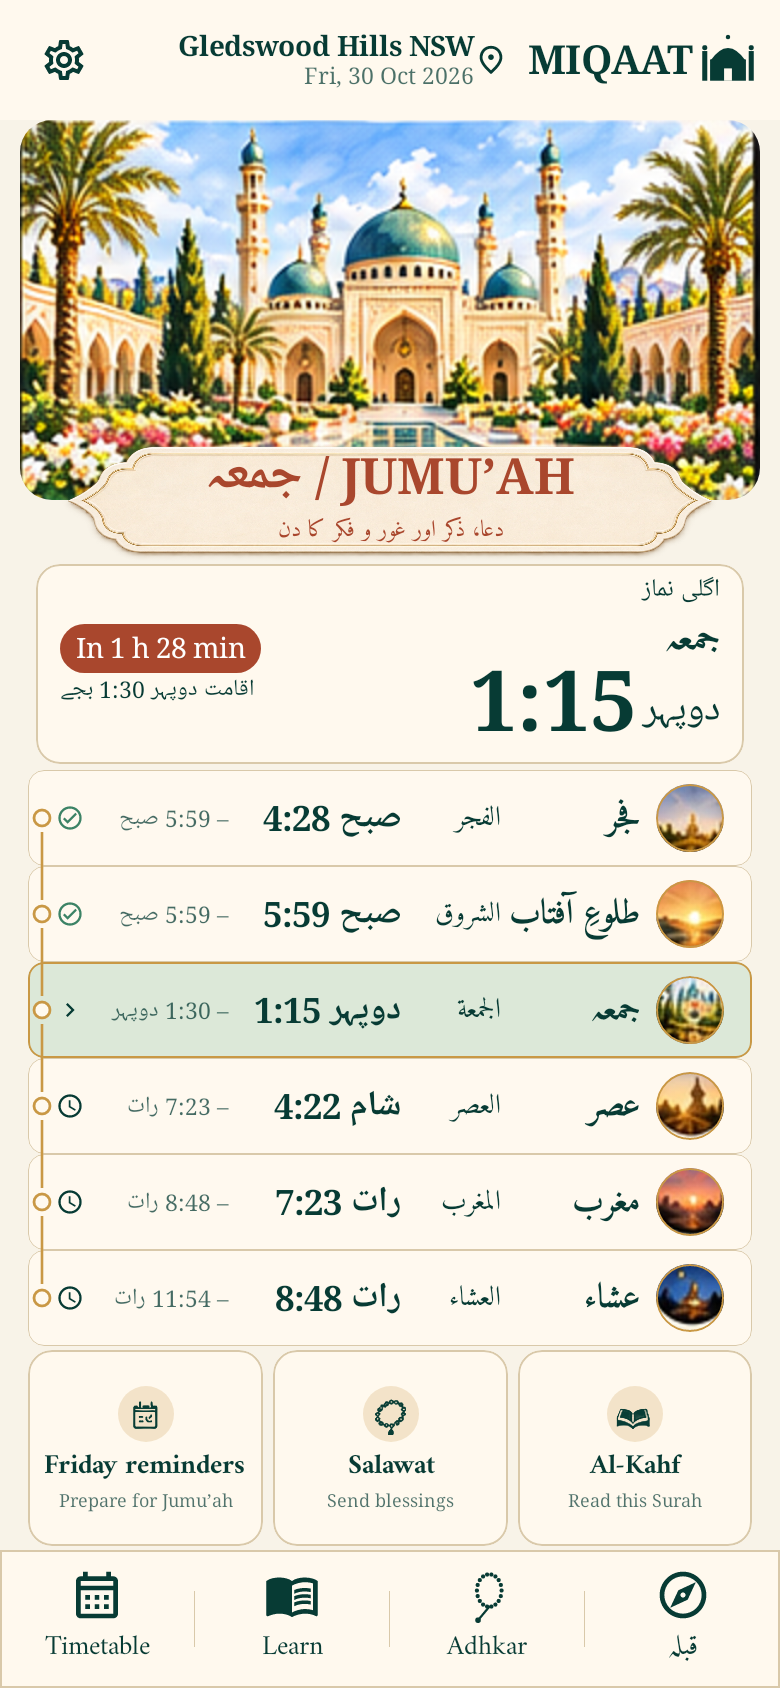 MIQAAT
Gledswood Hills NSW
Fri, 30 Oct 2026
جمعہ / JUMU’AH
دعا، ذکر اور غور و فکر کا دن
اگلی نماز
جمعہ
1:15 دوپہر
In 1 h 28 min
اقامت دوپہر 1:30 بجے
فجر الفجر صبح 4:28 – 5:59 صبح
طلوعِ آفتاب الشروق صبح 5:59 – 5:59 صبح
جمعہ الجمعة دوپہر 1:15 – 1:30 دوپہر
عصر العصر شام 4:22 – 7:23 رات
مغرب المغرب رات 7:23 – 8:48 رات
عشاء العشاء رات 8:48 – 11:54 رات
Al-Kahf
Read this Surah
Salawat
Send blessings
Friday reminders
Prepare for Jumu’ah
قبلہ
Adhkar
Learn
Timetable